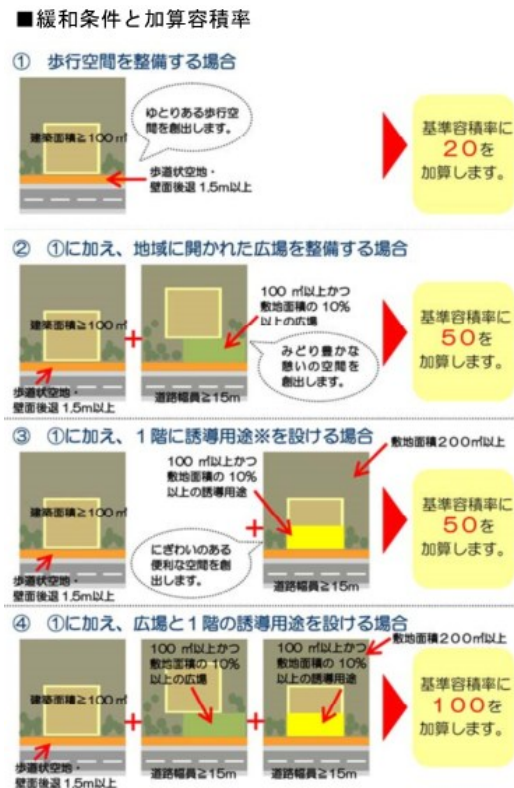 ■緩和条件と加算容積率
① 歩行空間を整備する場合
建築面積≧100㎡
ゆとりある歩行空
間を創出します。
歩道状空地・
壁面後退1.5m以上
基準容積率に
20を
加算します。
② ①に加え、地域に開かれた広場を整備する場合
建築面積≧100㎡
歩道状空地・
壁面後退1.5m以上
+
100 ㎡以上かつ
敷地面積の 10%
以上の広場
みどり豊かな
憩いの空間を
創出します。
道路幅員≧15m
基準容積率に
50を
加算します。
③ ①に加え、1階に誘導用途※を設ける場合
建築面積≧100㎡
歩道状空地・
壁面後退1.5m以上
+
100 ㎡以上かつ
敷地面積の 10%
以上の誘導用途
にぎわいのある
便利な空間を創
出します。
敷地面積200㎡以上
道路幅員≧15m
基準容積率に
50を
加算します。
④ ①に加え、広場と1階の誘導用途を設ける場合
建築面積≧100㎡
歩道状空地・
壁面後退1.5m以上
+
100 ㎡以上かつ
敷地面積の 10%
以上の広場
道路幅員≧15m
+
100 ㎡以上かつ
敷地面積の 10%
以上の誘導用途
敷地面積200㎡以上
道路幅員≧15m
基準容積率に
100を
加算します。